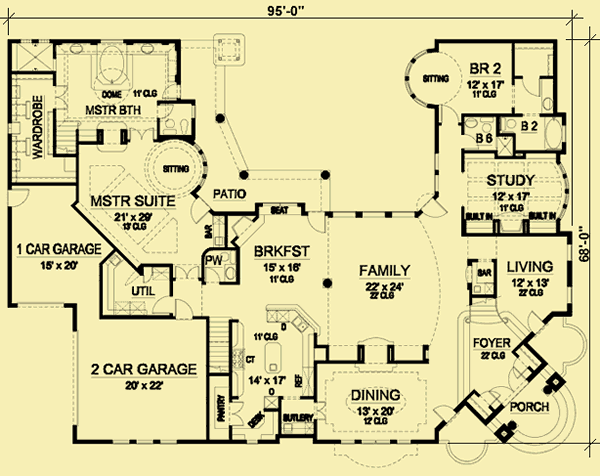 95'-0"
68'-0"
DOME
11' CLG
MSTR BTH
WARDROBE
SITTING
MSTR SUITE
21' x 29'
13' CLG
PATIO
SITTING
BR 2
12' x 17'
11' CLG
B 6
B 2
STUDY
12' x 17'
11' CLG
BUILT IN
BUILT IN
1 CAR GARAGE
15' x 20'
BAR
SEAT
PW
UTIL
BRKFST
15' x 16'
11' CLG
FAMILY
22' x 24'
22' CLG
BAR
LIVING
12' x 13'
22' CLG
FOYER
22' CLG
PORCH
2 CAR GARAGE
20' x 22'
11' CLG
D
CT
14' x 17'
REF
O
PANTRY
DESK
BUTLERY
DINING
13' x 20'
12' CLG